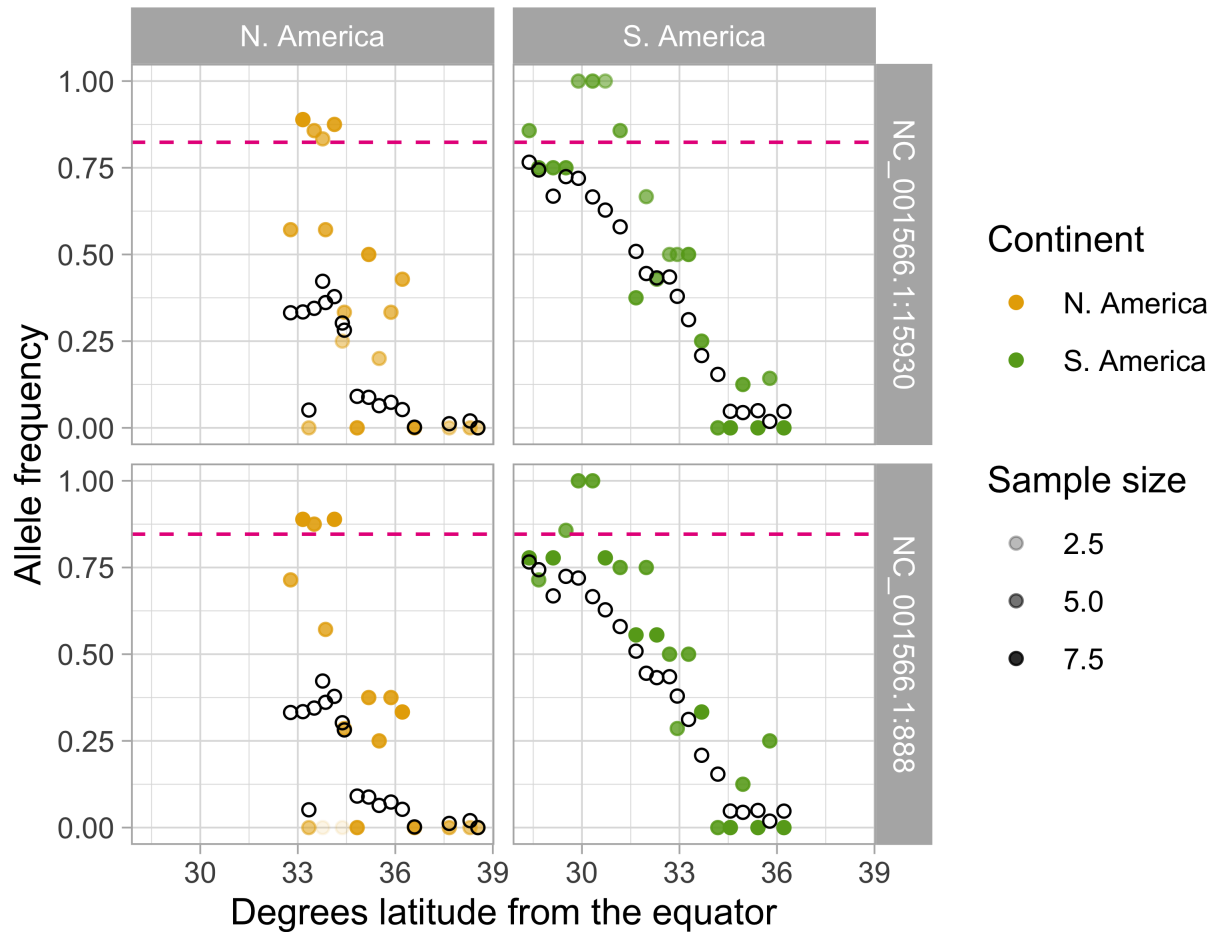 N. America
S. America
1.00
0.75
0.50
0.25
0.00
NC_001566.1:15930
1.00
0.75
0.50
0.25
0.00
NC_001566.1:888
Allele frequency
30
33
36
39
30
33
36
39
Degrees latitude from the equator
Continent
N. America
S. America
Sample size
2.5
5.0
7.5